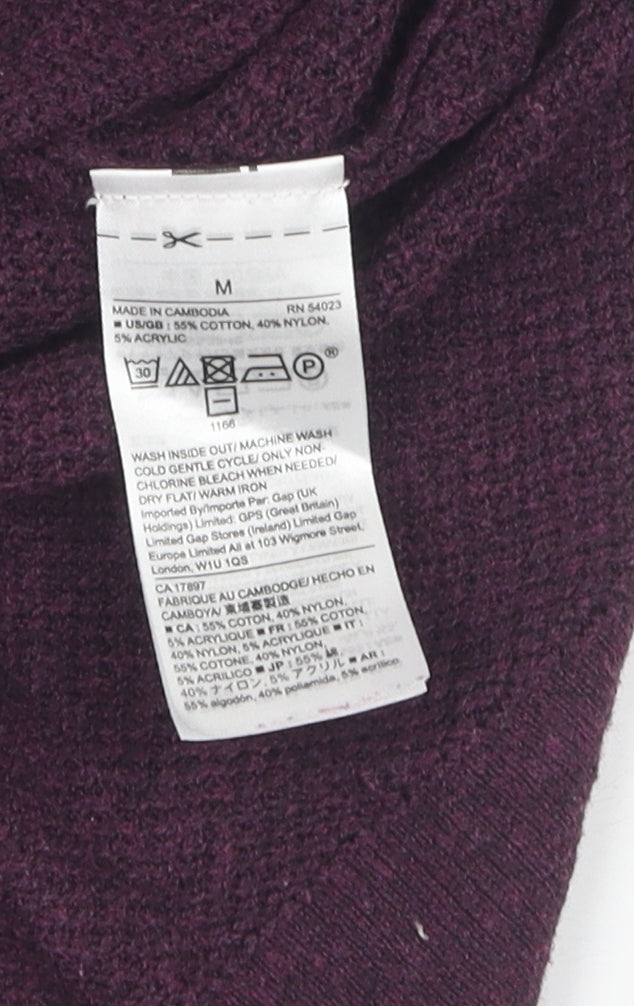 M
MADE IN CAMBODIA RN 54023
■ US/GB : 55% COTTON, 40% NYLON,
5% ACRYLIC
30 P ®
1166
WASH INSIDE OUT/ MACHINE WASH
COLD GENTLE CYCLE/ ONLY NON-
CHLORINE BLEACH WHEN NEEDED/
DRY FLAT/ WARM IRON
Imported By/Importe Par: Gap (UK
Holdings) Limited: GPS (Great Britain)
Limited Gap Stores (Ireland) Limited Gap
Europe Limited All at 103 Wigmore Street,
London, W1U 1QS
CA 17897
FABRIQUE AU CAMBODGE/ HECHO EN
CAMBOYA/ 柬埔寨製造
■ CA : 55% COTTON, 40% NYLON,
5% ACRYLIQUE ■ FR : 55% COTON,
40% NYLON, 5% ACRYLIQUE ■ IT :
55% COTONE, 40% NYLON,
5% ACRILICO ■ JP : 55% 綿,
40% ナイロン, 5% アクリル ■ AR :
55% algodón, 40% poliamida, 5% acrílico